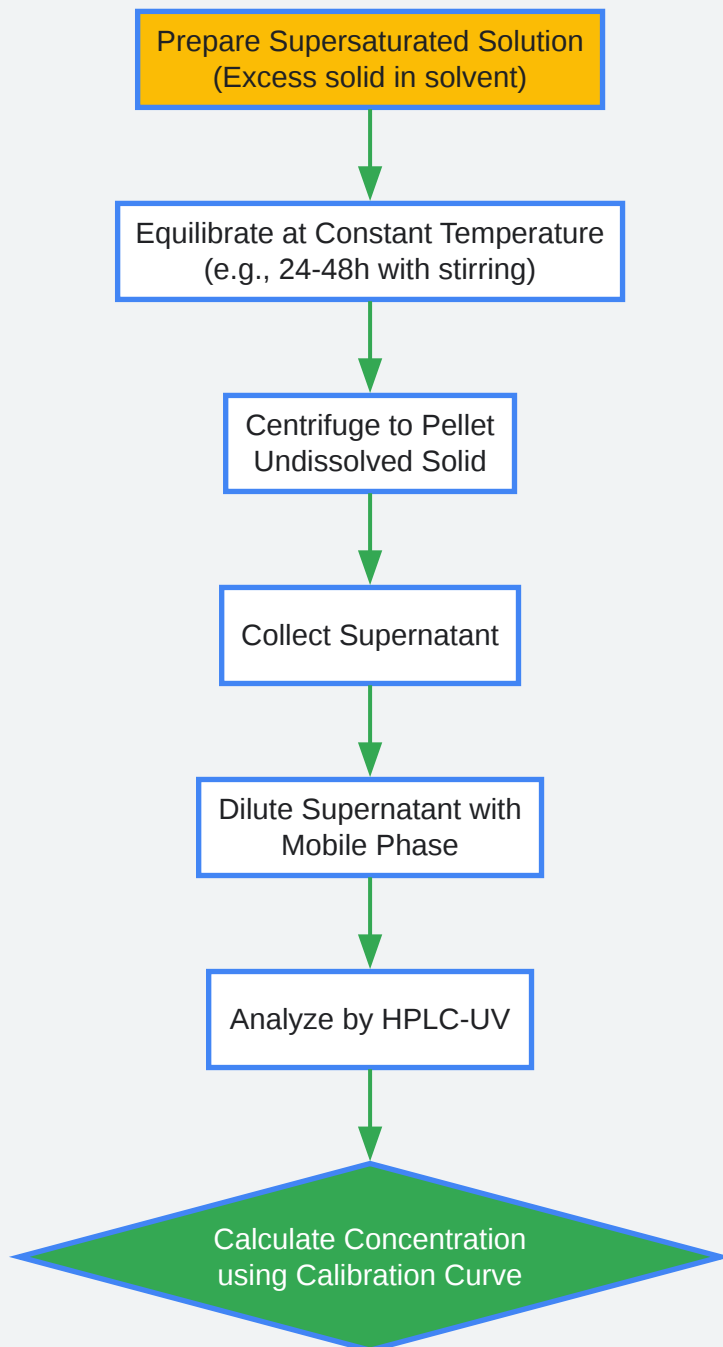 Prepare Supersaturated Solution
(Excess solid in solvent)
Equilibrate at Constant Temperature
(e.g., 24-48h with stirring)
Centrifuge to Pellet
Undissolved Solid
Collect Supernatant
Dilute Supernatant with
Mobile Phase
Analyze by HPLC-UV
Calculate Concentration
using Calibration Curve